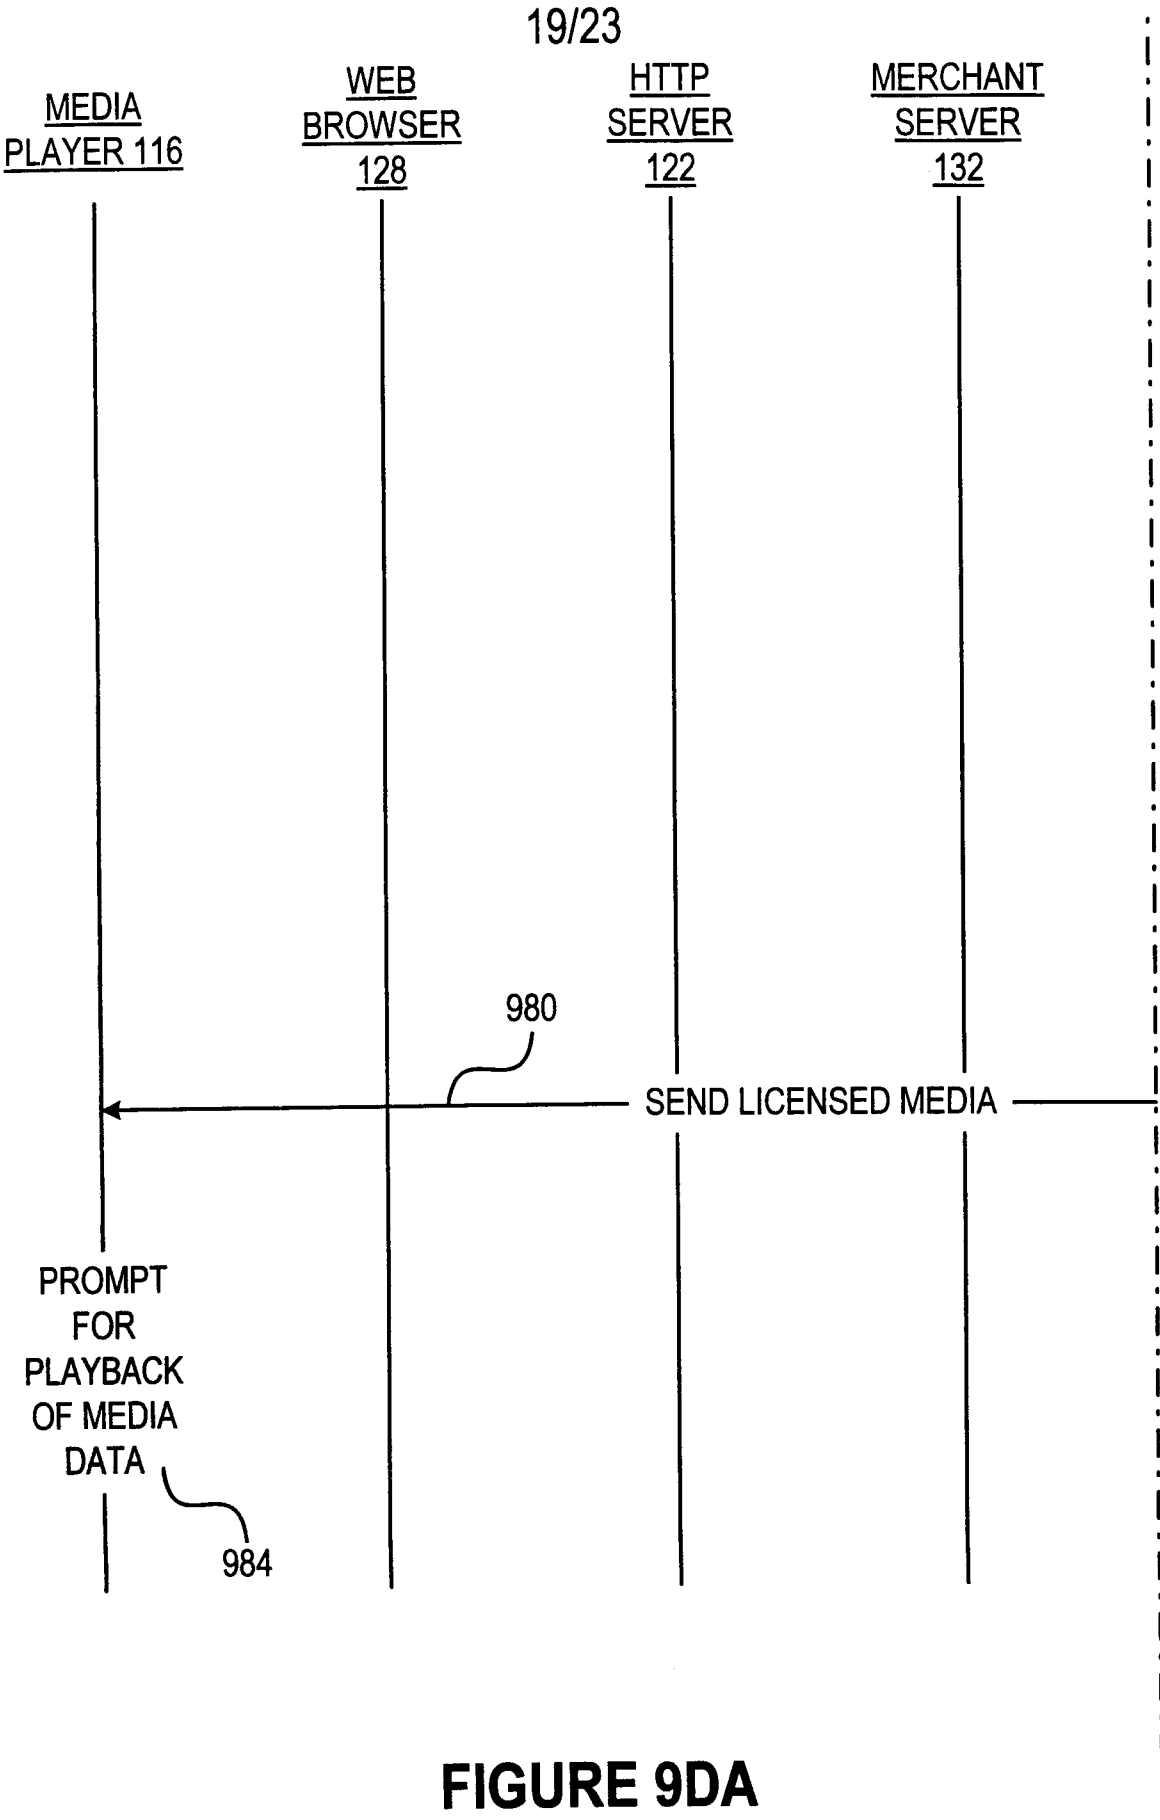 19/23
MEDIA
PLAYER 116
WEB
BROWSER
128
HTTP
SERVER
122
MERCHANT
SERVER
132
980
SEND LICENSED MEDIA
PROMPT
FOR
PLAYBACK
OF MEDIA
DATA
984
FIGURE 9DA